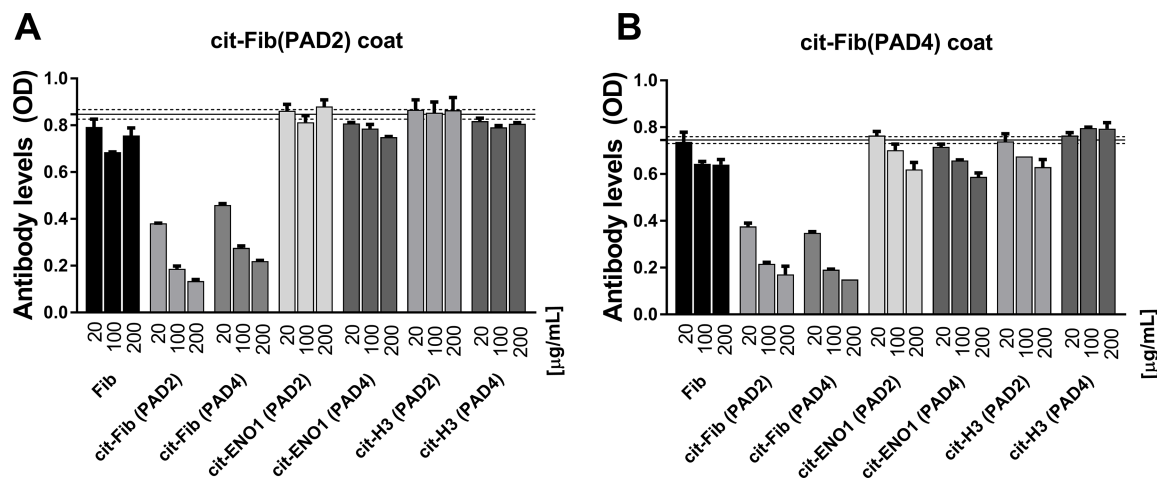 A
cit-Fib(PAD2) coat
Antibody levels (OD)
1.0
0.8
0.6
0.4
0.2
0.0
20 100 200 20 100 200 20 100 200 20 100 200 20 100 200 20 100 200 20 100 200
[µg/mL]
Fib
cit-Fib (PAD2)
cit-Fib (PAD4)
cit-ENO1 (PAD2)
cit-ENO1 (PAD4)
cit-H3 (PAD2)
cit-H3 (PAD4)
B
cit-Fib(PAD4) coat
Antibody levels (OD)
1.0
0.8
0.6
0.4
0.2
0.0
20 100 200 20 100 200 20 100 200 20 100 200 20 100 200 20 100 200 20 100 200
[µg/mL]
Fib
cit-Fib (PAD2)
cit-Fib (PAD4)
cit-ENO1 (PAD2)
cit-ENO1 (PAD4)
cit-H3 (PAD2)
cit-H3 (PAD4)